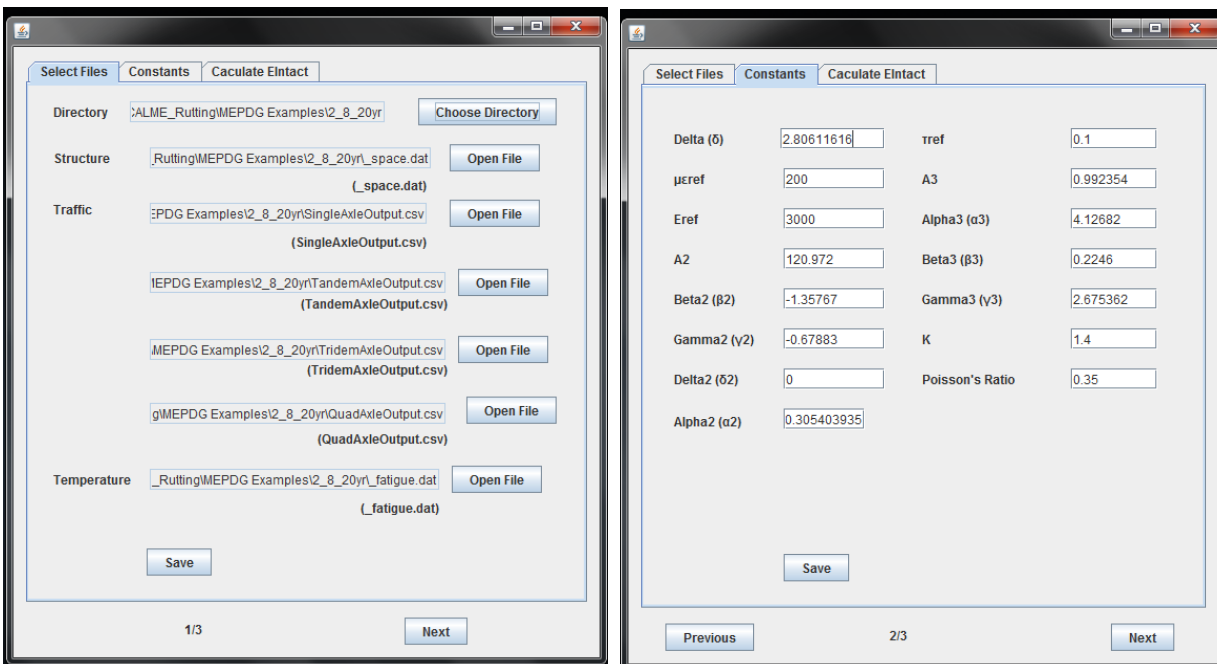 Select Files Constants Caculate EIntact
Directory CALME_Rutting\MEPDG Examples\2_8_20yr Choose Directory
Structure _Rutting\MEPDG Examples\2_8_20yr\_space.dat Open File
(_space.dat)
Traffic EPDG Examples\2_8_20yr\SingleAxleOutput.csv Open File
(SingleAxleOutput.csv)
MEPDG Examples\2_8_20yr\TandemAxleOutput.csv Open File
(TandemAxleOutput.csv)
MEPDG Examples\2_8_20yr\TridemAxleOutput.csv Open File
(TridemAxleOutput.csv)
g\MEPDG Examples\2_8_20yr\QuadAxleOutput.csv Open File
(QuadAxleOutput.csv)
Temperature _Rutting\MEPDG Examples\2_8_20yr\_fatigue.dat Open File
(_fatigue.dat)
Save
1/3 Next
Select Files Constants Caculate EIntact
Delta (δ) 2.80611616 πref 0.1
μεref 200 A3 0.992354
Eref 3000 Alpha3 (α3) 4.12682
A2 120.972 Beta3 (β3) 0.2246
Beta2 (β2) -1.35767 Gamma3 (γ3) 2.675362
Gamma2 (γ2) -0.67883 K 1.4
Delta2 (δ2) 0 Poisson's Ratio 0.35
Alpha2 (α2) 0.305403935
Save
Previous 2/3 Next